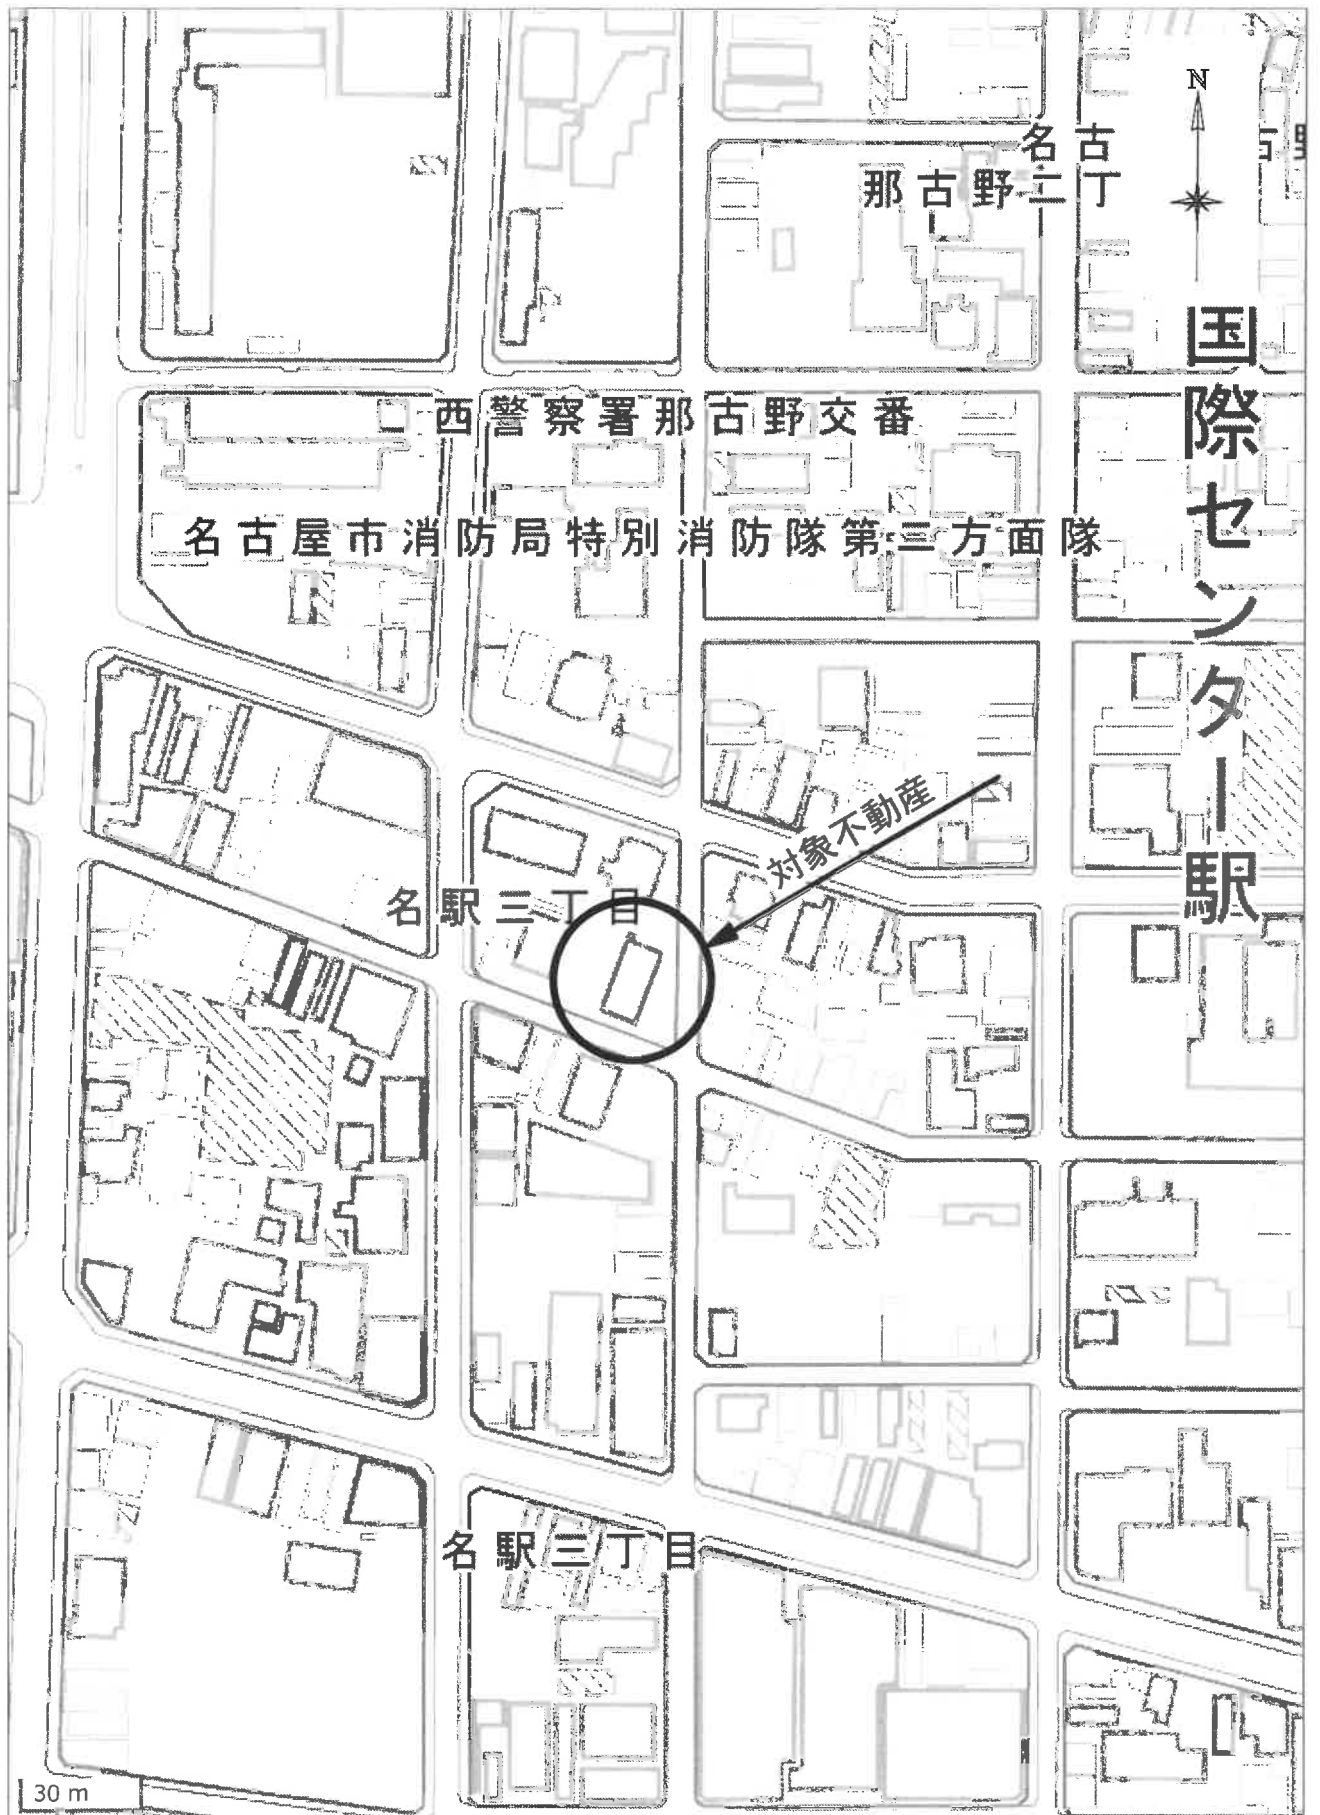 N
名古
那古野二丁
国際センター駅
西警察署那古野交番
名古屋市消防局特別消防隊第三方面隊
対象不動産
名駅三丁目
名駅三丁目
30 m